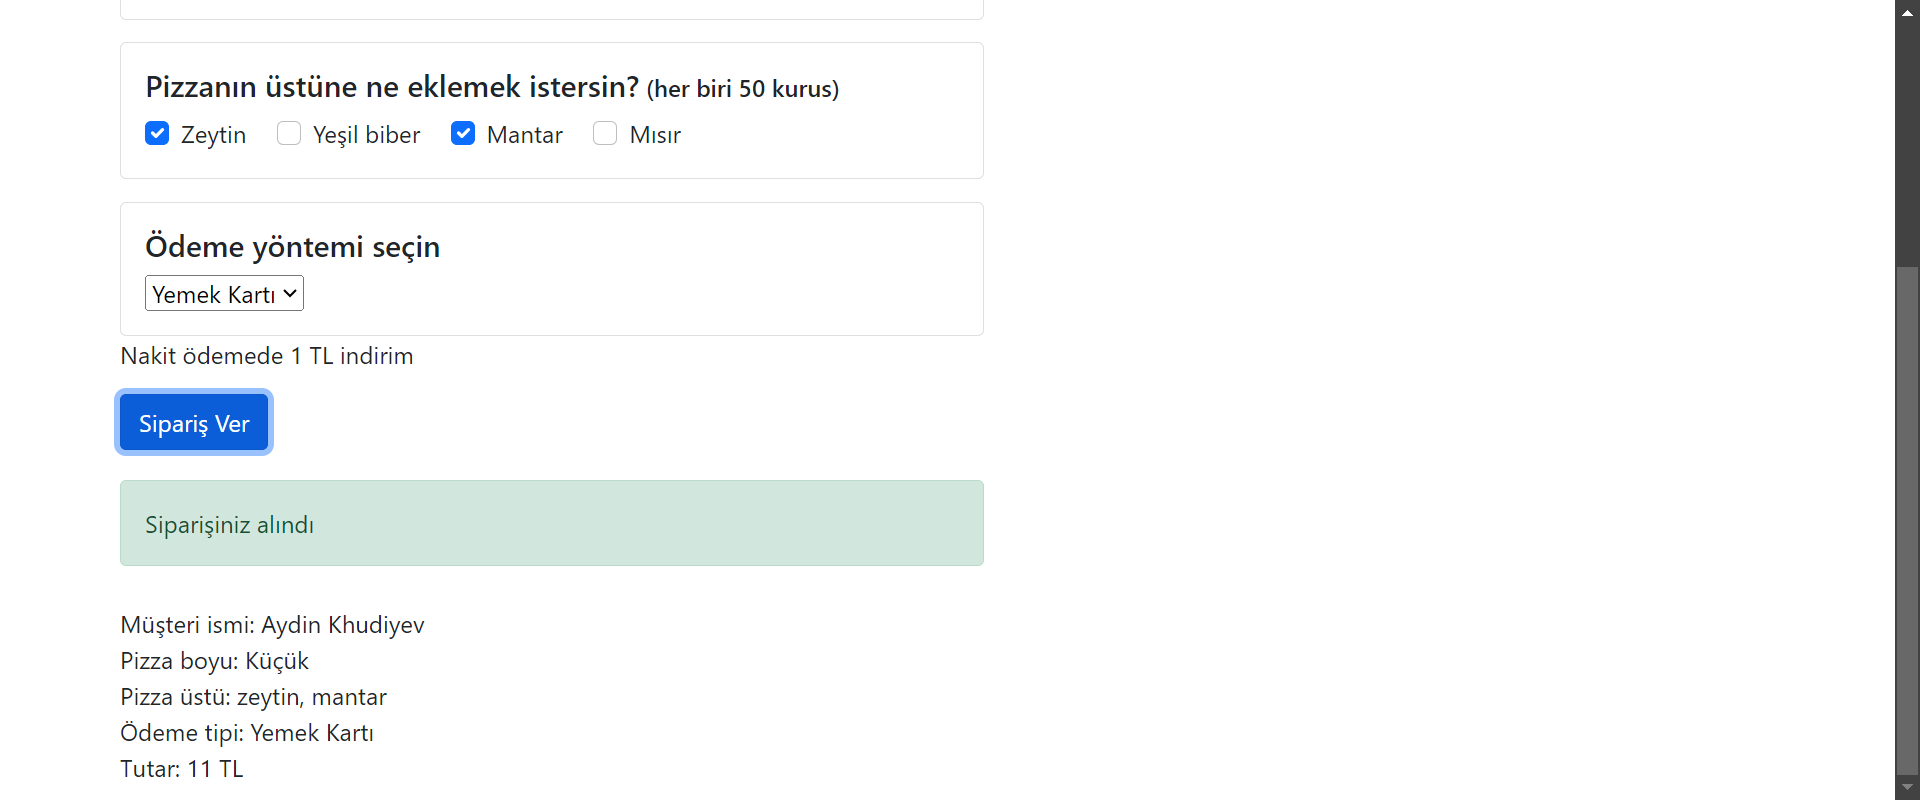 Pizzanın üstüne ne eklemek istersin? (her biri 50 kurus)
Zeytin Yeşil biber Mantar Mısır
Ödeme yöntemi seçin
Yemek Kartı
Nakit ödemede 1 TL indirim
Sipariş Ver
Siparişiniz alındı
Müşteri ismi: Aydin Khudiyev
Pizza boyu: Küçük
Pizza üstü: zeytin, mantar
Ödeme tipi: Yemek Kartı
Tutar: 11 TL